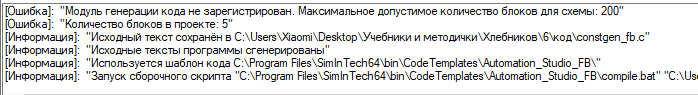 [Ошибка]: "Модуль генерации кода не зарегистрирован. Максимальное допустимое количество блоков для схемы: 200"
[Ошибка]: "Количество блоков в проекте: 5"
[Информация]: "Исходный текст сохранён в C:\Users\Xiaomi\Desktop\Учебники и методички\Хлебников\6\код\constgen_fb.c"
[Информация]: "Исходные тексты программы сгенерированы"
[Информация]: "Используется шаблон кода C:\Program Files\SimInTech64\bin\CodeTemplates\Automation_Studio_FB\"
[Информация]: "Запуск сборочного скрипта "C:\Program Files\SimInTech64\bin\CodeTemplates\Automation_Studio_FB\compile.bat" "C:\Us